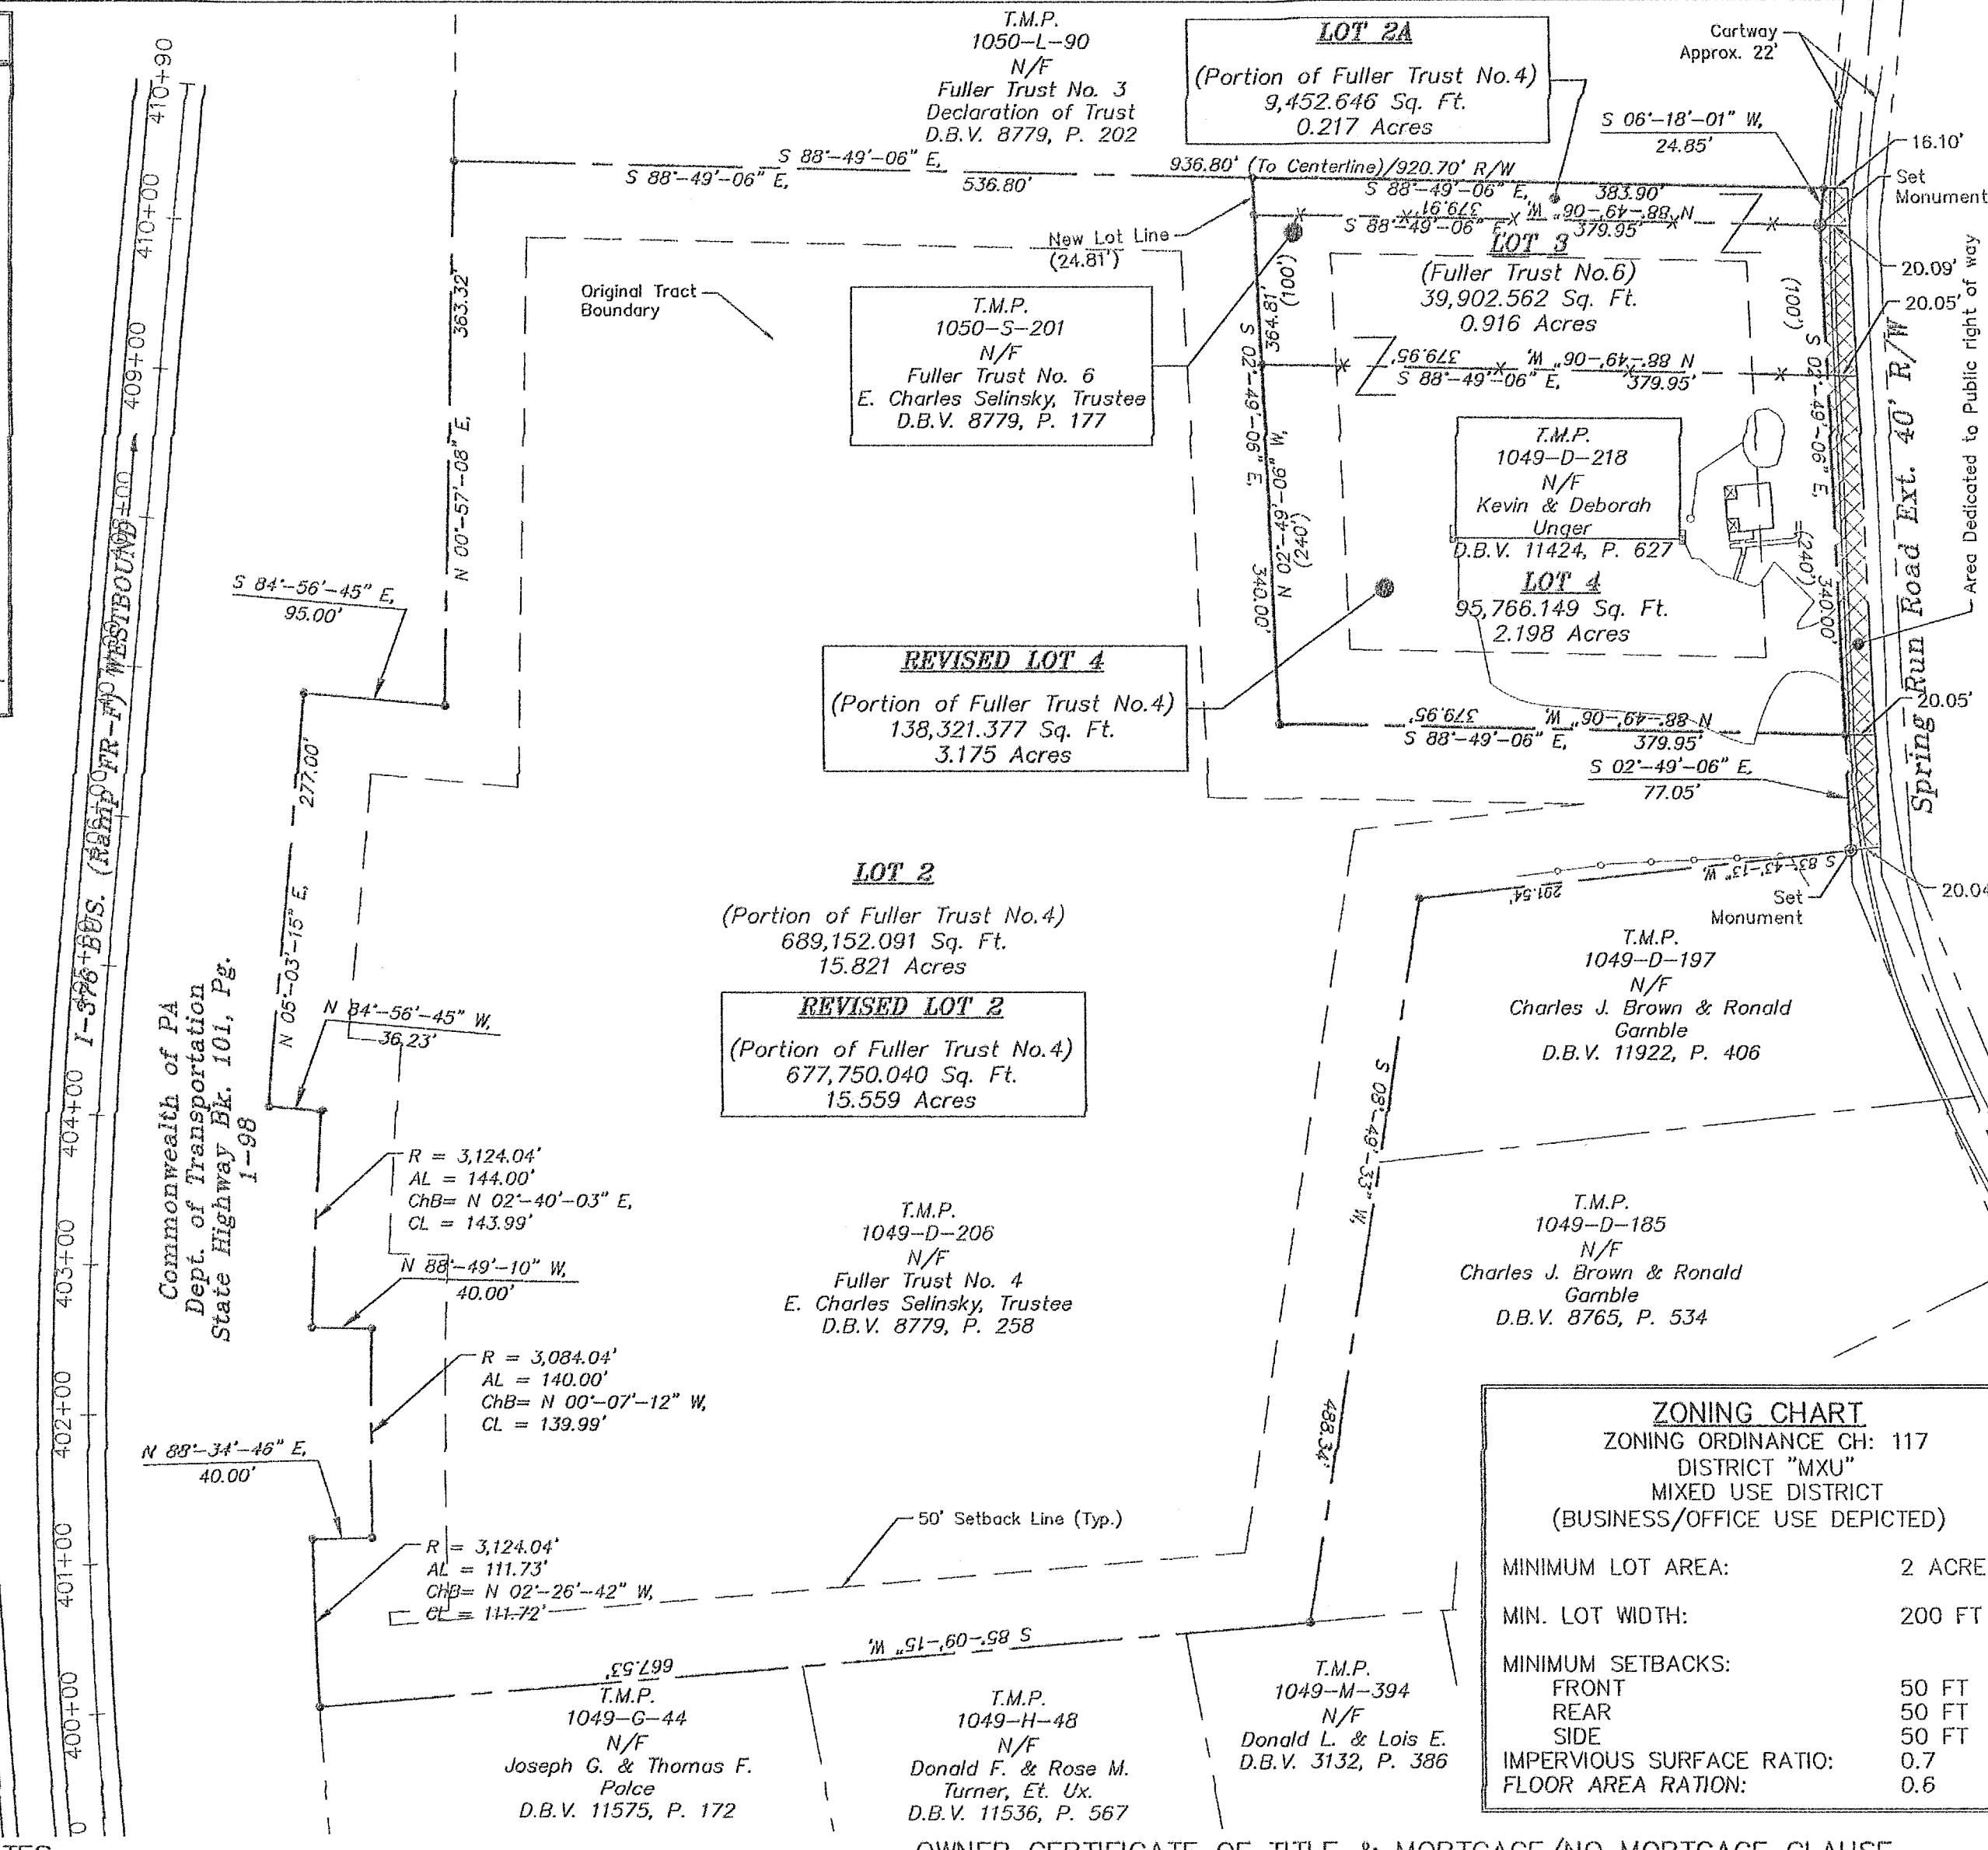 T.M.P.
1050-L-90
N/F
Fuller Trust No. 3
Declaration of Trust
D.B.V. 8779, P. 202
LOT 2A
(Portion of Fuller Trust No.4)
9,452.646 Sq. Ft.
0.217 Acres
Cartway
Approx. 22'
S 06°-18'-01" W,
24.85'
16.10'
Set
Monument
S 88°-49'-06" E,
S 88°-49'-06" E,
536.80'
936.80' (To Centerline)/920.70' R/W
S 88°-49'-06" E,
383.90'
N 88°-49'-06" W,
379.91
S 88°-49'-06" E,
379.95'
New Lot Line
(24.81')
LOT 3
(Fuller Trust No.6)
39,902.562 Sq. Ft.
0.916 Acres
20.09'
20.05'
Area Dedicated to Public right of way
Original Tract
Boundary
T.M.P.
1050-S-201
N/F
Fuller Trust No. 6
E. Charles Selinsky, Trustee
D.B.V. 8779, P. 177
364.81'
(100')
S 02°-49'-06" E,
N 02°-49'-06" W,
(240')
340.00'
(100')
S 02°-49'-06" E,
(240')
340.00'
N 88°-49'-06" W,
379.95'
S 88°-49'-06" E,
379.95'
Spring Run Road Ext. 40' R/W
T.M.P.
1049-D-218
N/F
Kevin & Deborah
Unger
D.B.V. 11424, P. 627
LOT 4
95,766.149 Sq. Ft.
2.198 Acres
363.32'
N 00°-57'-08" E,
S 84°-56'-45" E,
95.00'
REVISED LOT 4
(Portion of Fuller Trust No.4)
138,321.377 Sq. Ft.
3.175 Acres
N 88°-49'-06" W,
379.95'
S 88°-49'-06" E,
379.95'
20.05'
S 02°-49'-06" E,
77.05'
277.00'
N 05°-03'-15" E,
S 83°-43'-13" W,
291.54'
Set
Monument
20.04
LOT 2
(Portion of Fuller Trust No.4)
689,152.091 Sq. Ft.
15.821 Acres
REVISED LOT 2
(Portion of Fuller Trust No.4)
677,750.040 Sq. Ft.
15.559 Acres
T.M.P.
1049-D-197
N/F
Charles J. Brown & Ronald
Gamble
D.B.V. 11922, P. 406
N 84°-56'-45" W,
36.23'
Commonwealth of PA
Dept. of Transportation
State Highway Bk. 101, Pg.
1-98
I-376 BUS. (Ramp FR-F) WESTBOUND
410+90
410+00
409+00
408+00
404+00
403+00
402+00
401+00
400+00
R = 3,124.04'
AL = 144.00'
ChB= N 02°-40'-03" E,
CL = 143.99'
N 88°-49'-10" W,
40.00'
T.M.P.
1049-D-206
N/F
Fuller Trust No. 4
E. Charles Selinsky, Trustee
D.B.V. 8779, P. 258
S 08°-49'-33" W,
488.34'
T.M.P.
1049-D-185
N/F
Charles J. Brown & Ronald
Gamble
D.B.V. 8765, P. 534
R = 3,084.04'
AL = 140.00'
ChB= N 00°-07'-12" W,
CL = 139.99'
N 88°-34'-46" E,
40.00'
R = 3,124.04'
AL = 111.73'
ChB= N 02°-26'-42" W,
CL = 111.72'
50' Setback Line (Typ.)
S 85°-09'-15" W,
667.53'
T.M.P.
1049-G-44
N/F
Joseph G. & Thomas F.
Polce
D.B.V. 11575, P. 172
T.M.P.
1049-H-48
N/F
Donald F. & Rose M.
Turner, Et. Ux.
D.B.V. 11536, P. 567
T.M.P.
1049-M-394
N/F
Donald L. & Lois E.
D.B.V. 3132, P. 386
ZONING CHART
ZONING ORDINANCE CH: 117
DISTRICT "MXU"
MIXED USE DISTRICT
(BUSINESS/OFFICE USE DEPICTED)
MINIMUM LOT AREA: 2 ACRE
MIN. LOT WIDTH: 200 FT
MINIMUM SETBACKS:
FRONT 50 FT
REAR 50 FT
SIDE 50 FT
IMPERVIOUS SURFACE RATIO: 0.7
FLOOR AREA RATION: 0.6
OWNER CERTIFICATE OF TITLE & MORTGAGE/NO MORTGAGE CLAUSE